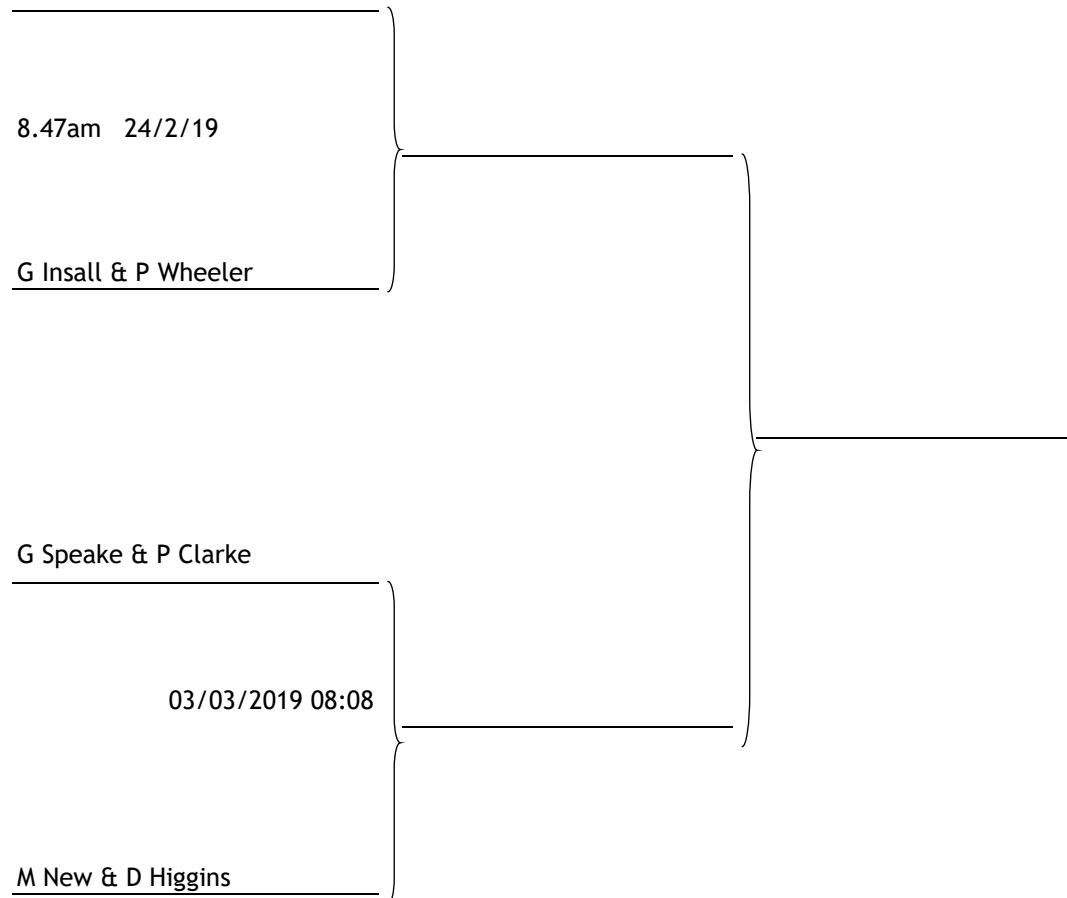 8.47am 24/2/19
G Insall & P Wheeler
G Speake & P Clarke
03/03/2019 08:08
M New & D Higgins